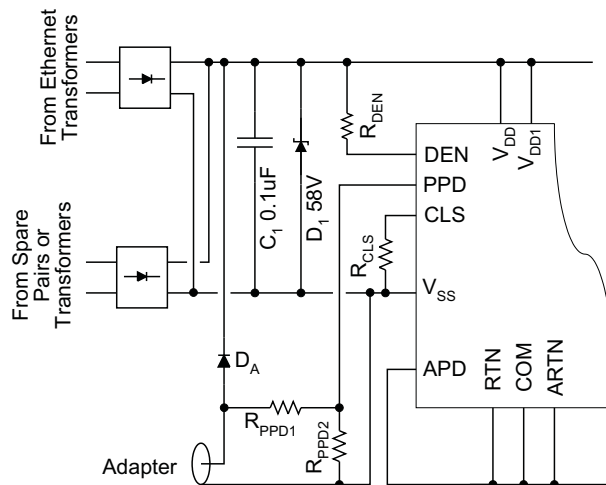 From Ethernet
Transformers
From Spare
Pairs or
Transformers
C1 0.1uF
D1 58V
RDEN
RCLS
DEN
PPD
CLS
VSS
APD
VDD
VDD1
RTN
COM
ARTN
DA
RPPD1
RPPD2
Adapter